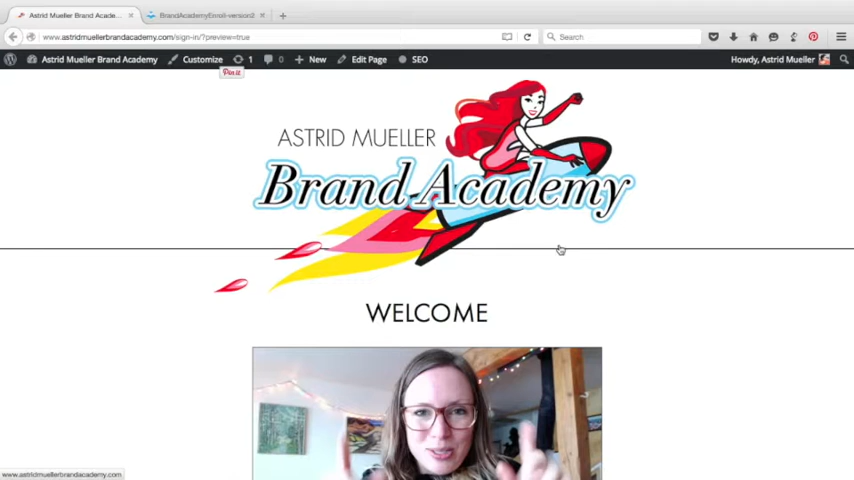 Astrid Mueller Brand Acade...
BrandAcademyEnroll-version2
www.astridmuellerbrandacademy.com/sign-in/?preview=true
Search
Astrid Mueller Brand Academy
Customize
1
0
New
Edit Page
SEO
Howdy, Astrid Mueller
Pin it
ASTRID MUELLER
Brand Academy
WELCOME
www.astridmuellerbrandacademy.com